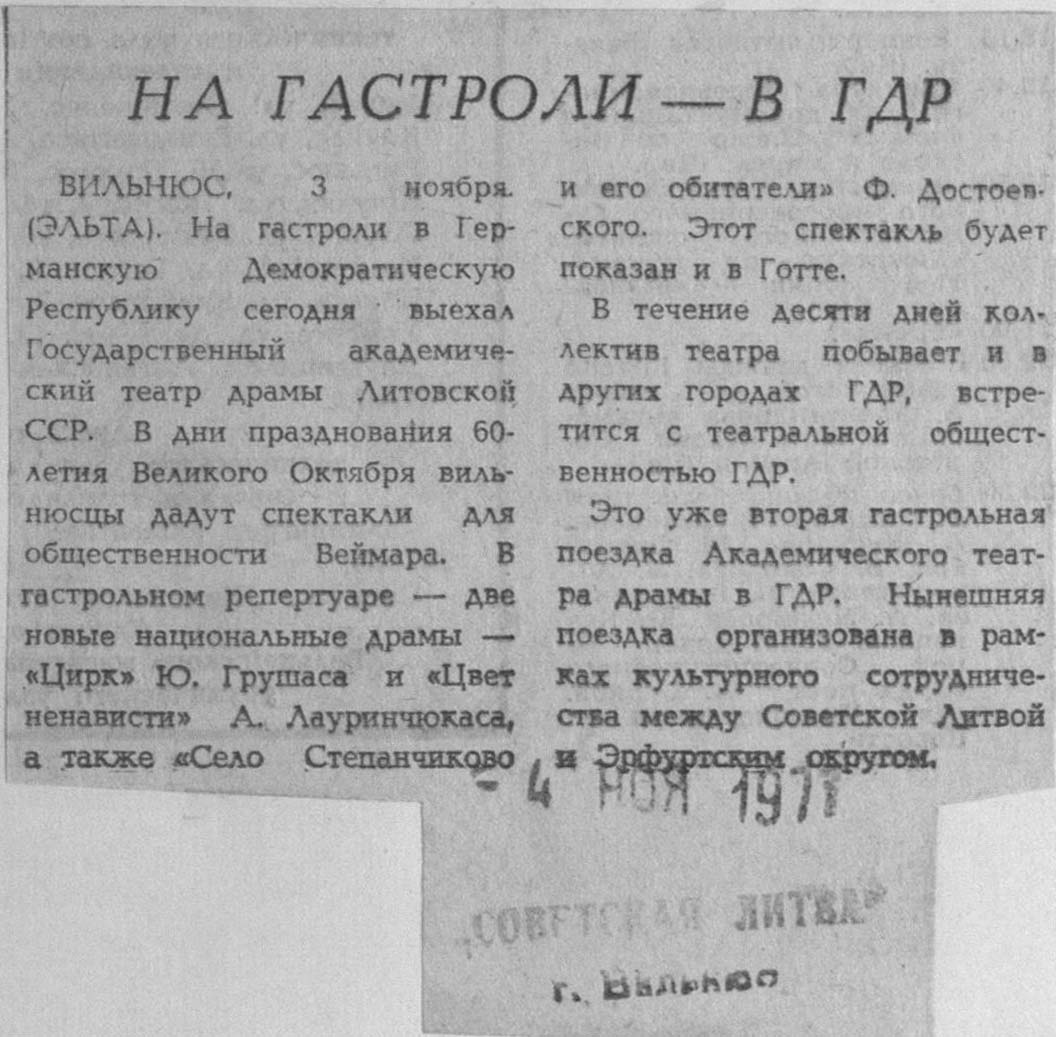 НА ГАСТРОЛИ — В ГДР
ВИЛЬНЮС, 3 ноября.
(ЭЛЬТА). На гастроли в Гер-
манскую Демократическую
Республику сегодня выехал
Государственный академиче-
ский театр драмы Литовской
ССР. В дни празднования 60-
летия Великого Октября виль-
нюсцы дадут спектакли для
общественности Веймара. В
гастрольном репертуаре — две
новые национальные драмы —
«Цирк» Ю. Грушаса и «Цвет
ненависти» А. Лауринчюкаса,
а также «Село Степанчиково
и его обитатели» Ф. Достоев-
ского. Этот спектакль будет
показан и в Готте.
В течение десяти дней кол-
лектив театра побывает и в
других городах ГДР, встре-
тится с театральной общест-
венностью ГДР.
Это уже вторая гастрольная
поездка Академического теат-
ра драмы в ГДР. Нынешняя
поездка организована в рам-
ках культурного сотрудниче-
ства между Советской Литвой
и Эрфуртским округом.
- 4 НОЯ 1977
„СОВЕТСКАЯ ЛИТВА"
г. Вильнюс